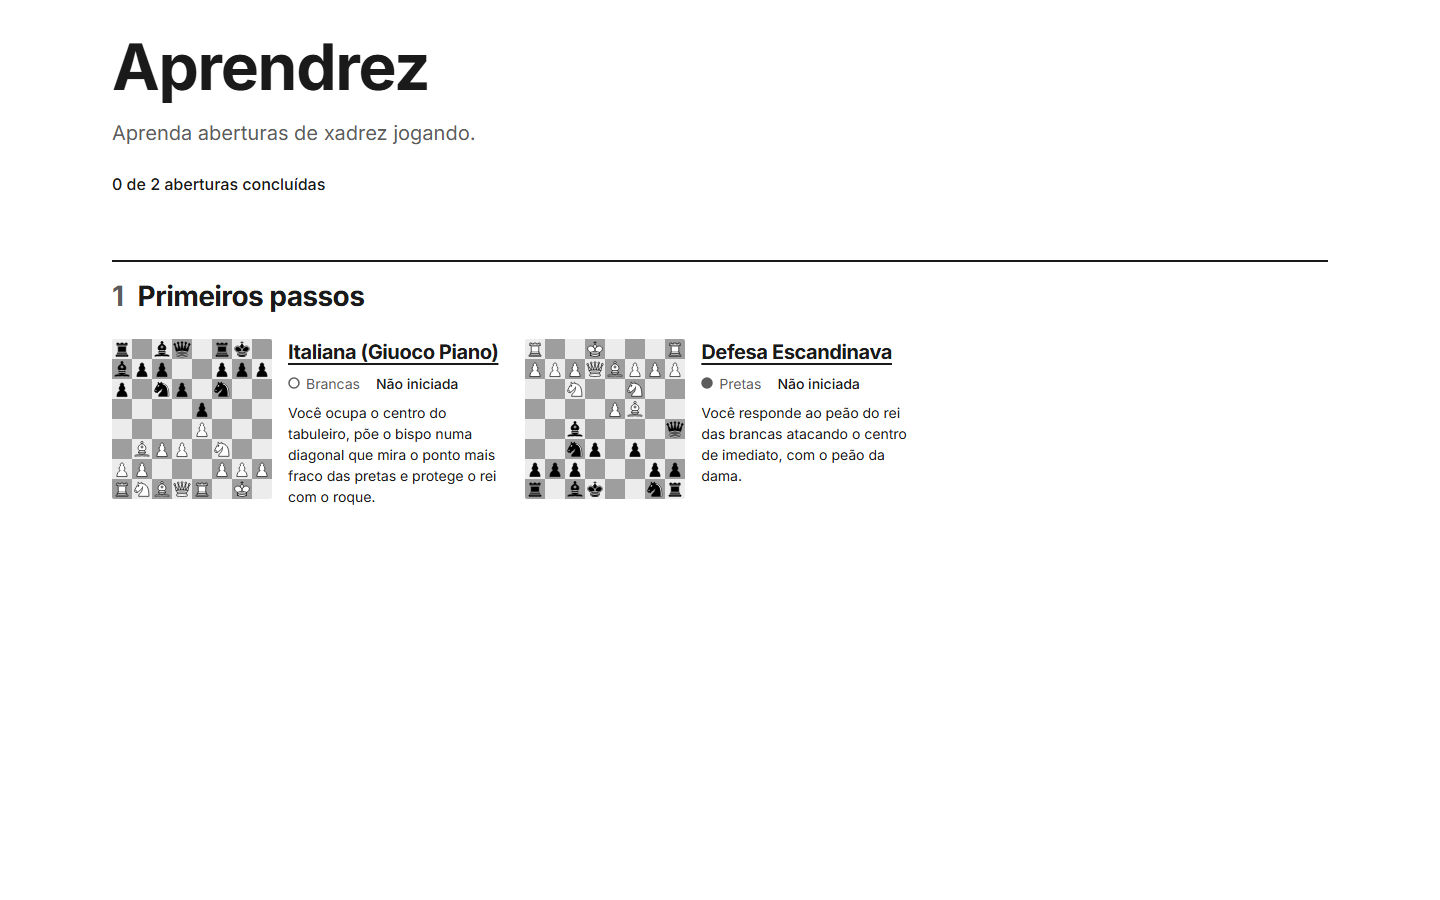 Aprendrez
Aprenda aberturas de xadrez jogando.
0 de 2 aberturas concluídas
1 Primeiros passos
Italiana (Giuoco Piano)
Brancas Não iniciada
Você ocupa o centro do
tabuleiro, põe o bispo numa
diagonal que mira o ponto mais
fraco das pretas e protege o rei
com o roque.
Defesa Escandinava
Pretas Não iniciada
Você responde ao peão do rei
das brancas atacando o centro
de imediato, com o peão da
dama.